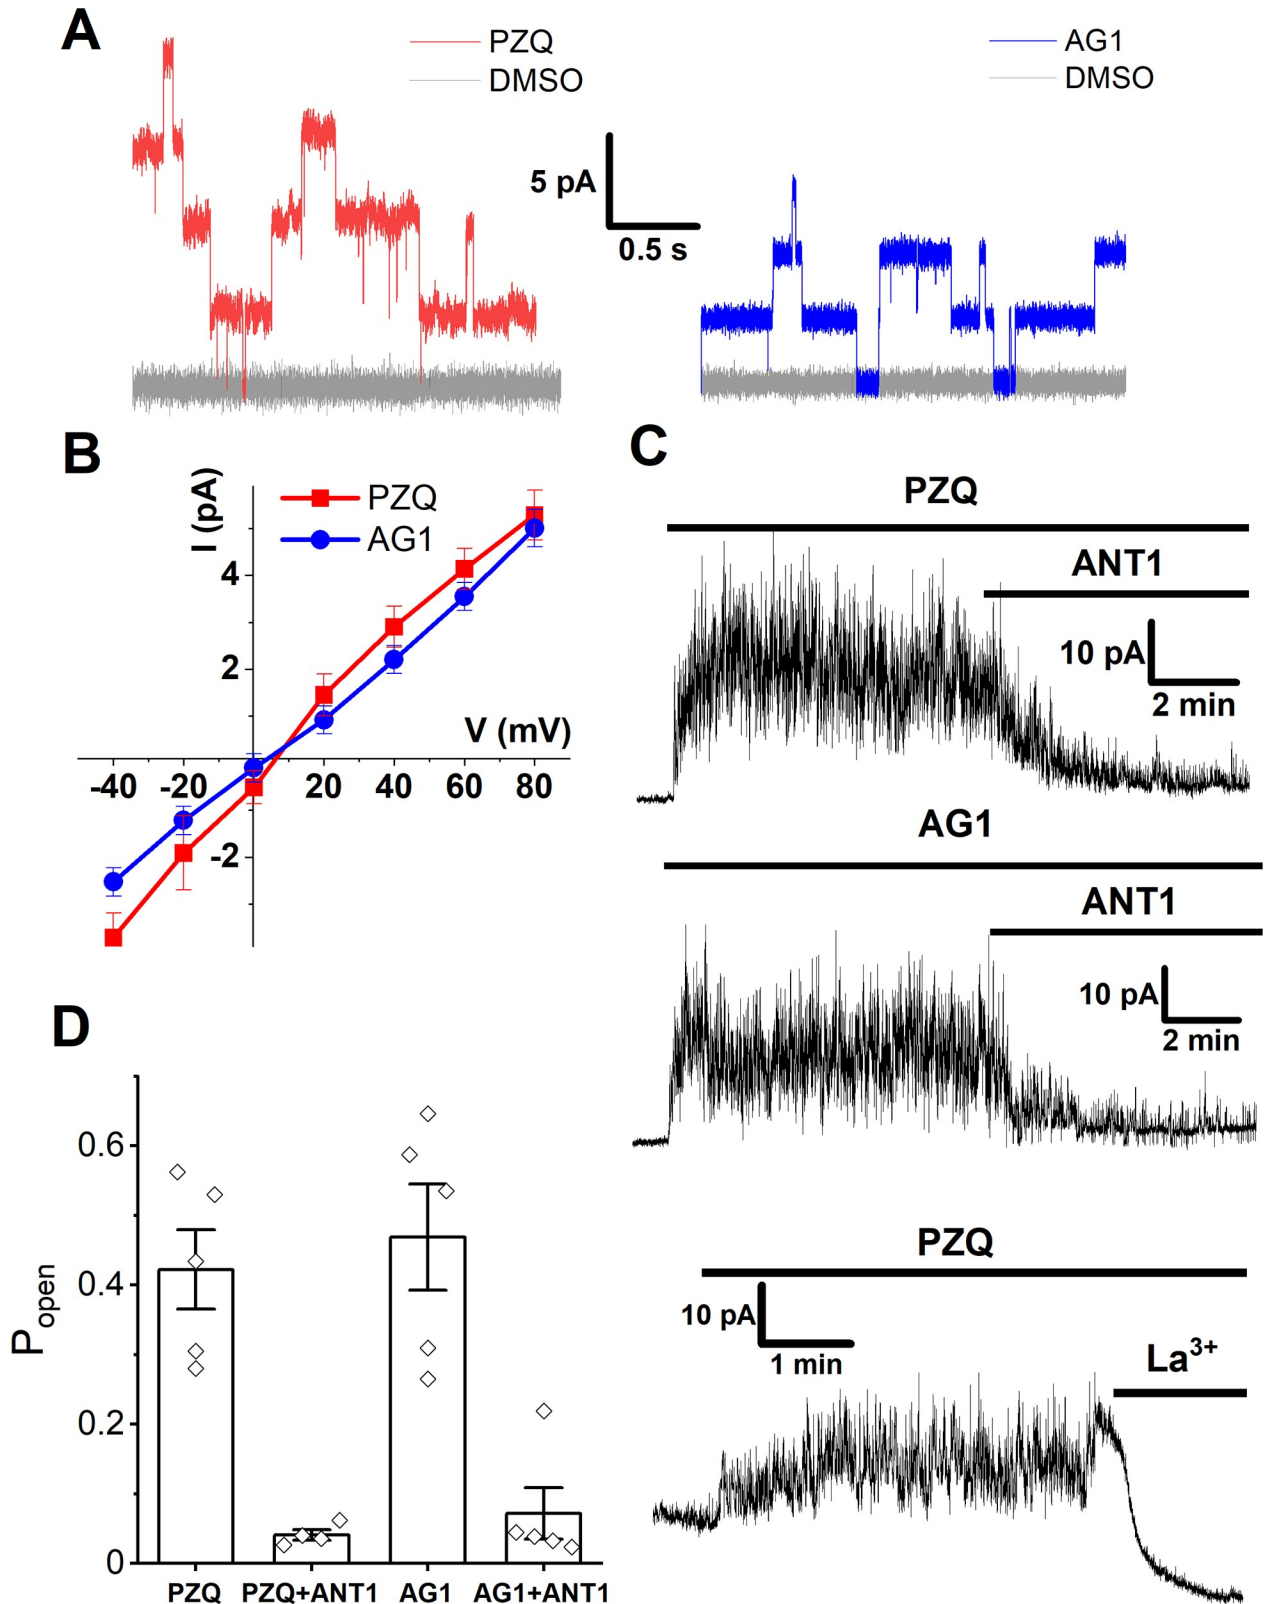 A
PZQ
DMSO
AG1
DMSO
5 pA
0.5 s
B
I (pA)
PZQ
AG1
4
2
V (mV)
-40 -20 0 20 40 60 80
-2
C
PZQ
ANT1
10 pA
2 min
AG1
ANT1
10 pA
2 min
PZQ
10 pA
1 min
La³⁺
D
Popen
0.6
0.4
0.2
0
PZQ PZQ+ANT1 AG1 AG1+ANT1